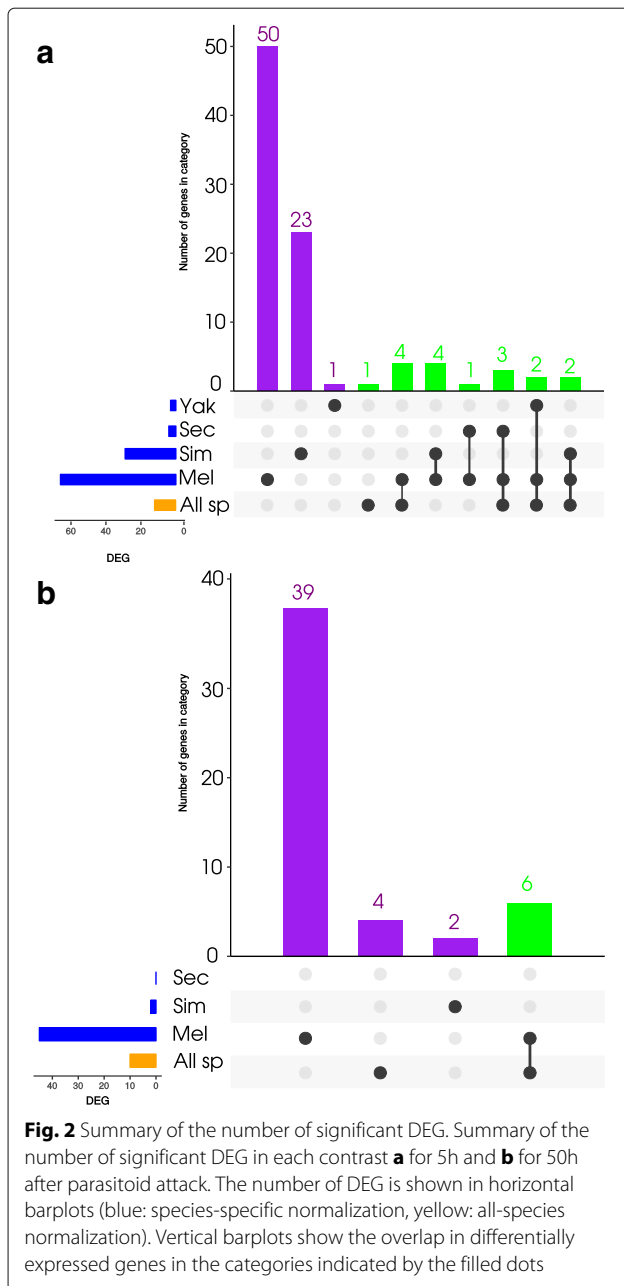 a
50
Number of genes in category
50
40
30
20
10
0
23
1
1
4
4
1
3
2
2
Yak
Sec
Sim
Mel
All sp
60
40
20
0
DEG
b
40
30
20
10
0
Number of genes in category
39
4
2
6
Sec
Sim
Mel
All sp
40
30
20
10
0
DEG
Fig. 2 Summary of the number of significant DEG. Summary of the
number of significant DEG in each contrast a for 5h and b for 50h
after parasitoid attack. The number of DEG is shown in horizontal
barplots (blue: species-specific normalization, yellow: all-species
normalization). Vertical barplots show the overlap in differentially
expressed genes in the categories indicated by the filled dots